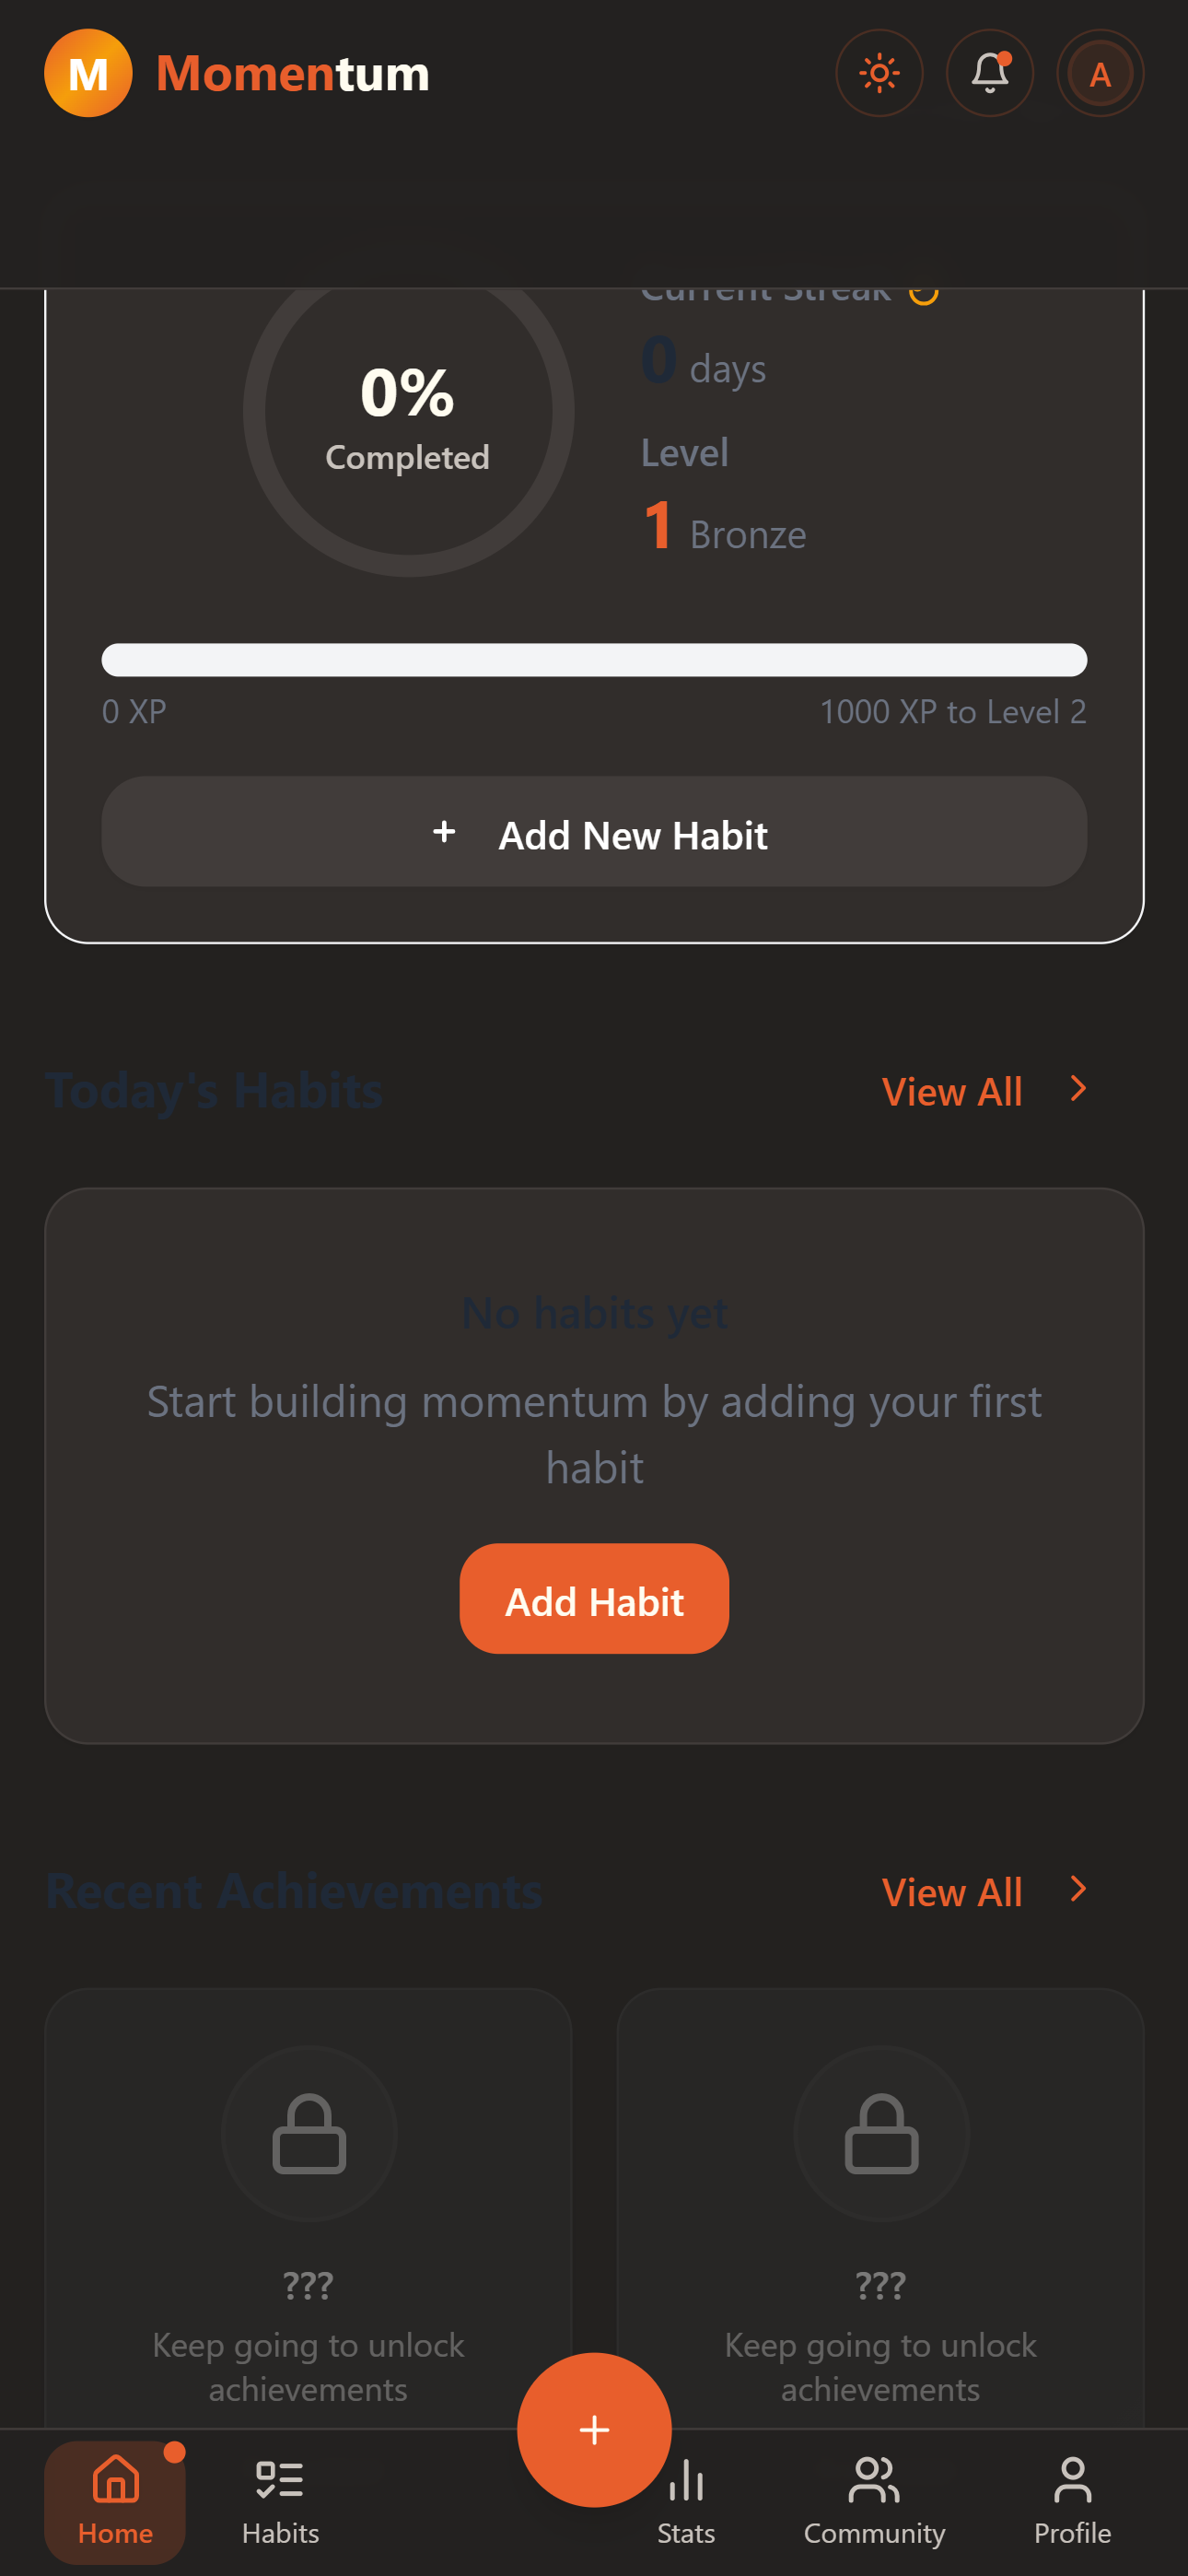 M Momentum
A
Current Streak
0 days
0%
Completed
Level
1 Bronze
0 XP
1000 XP to Level 2
+ Add New Habit
Today's Habits
View All
No habits yet
Start building momentum by adding your first
habit
Add Habit
Recent Achievements
View All
???
Keep going to unlock
achievements
???
Keep going to unlock
achievements
+
Home
Habits
Stats
Community
Profile